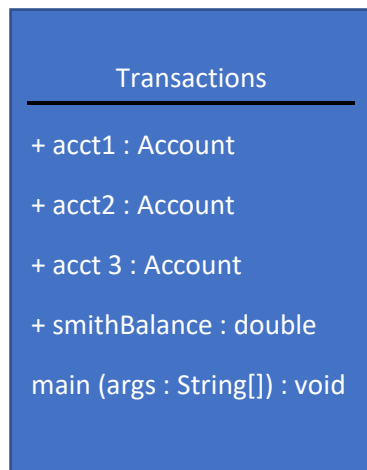 Transactions
+ acct1 : Account
+ acct2 : Account
+ acct 3 : Account
+ smithBalance : double
main (args : String[]) : void